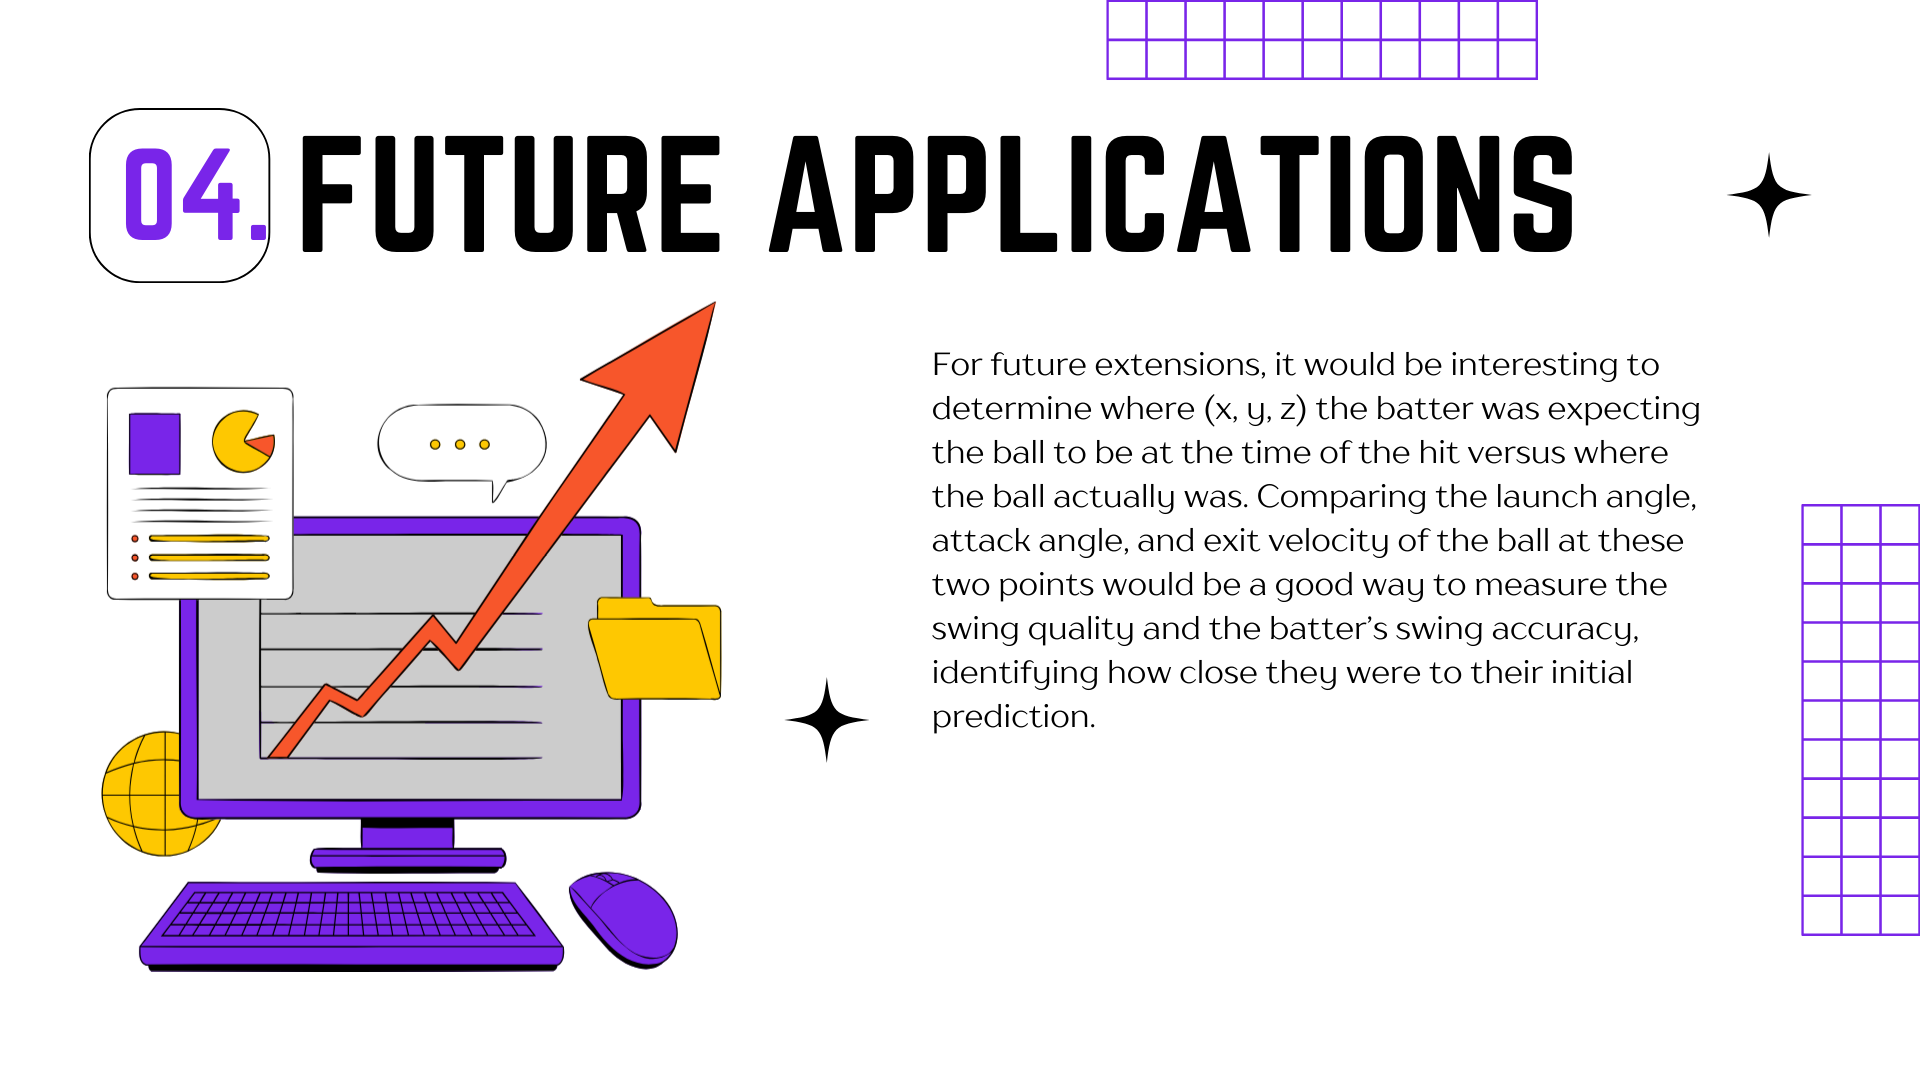 04. FUTURE APPLICATIONS
For future extensions, it would be interesting to
determine where (x, y, z) the batter was expecting
the ball to be at the time of the hit versus where
the ball actually was. Comparing the launch angle,
attack angle, and exit velocity of the ball at these
two points would be a good way to measure the
swing quality and the batter’s swing accuracy,
identifying how close they were to their initial
prediction.